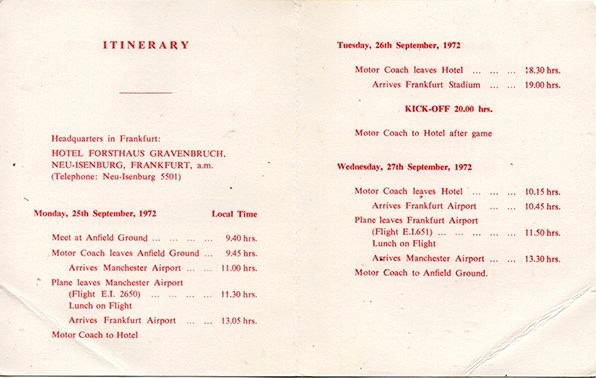 ITINERARY
Headquarters in Frankfurt:
HOTEL FORSTHAUS GRAVENBRUCH,
NEU-ISENBURG, FRANKFURT, a.m.
(Telephone: Neu-Isenburg 5501)
Monday, 25th September, 1972 Local Time
Meet at Anfield Ground ... ... ... ... 9.40 hrs.
Motor Coach leaves Anfield Ground ... 9.45 hrs.
Arrives Manchester Airport ... ... 11.00 hrs.
Plane leaves Manchester Airport
(Flight E.I. 2650) ... ... ... ... 11.30 hrs.
Lunch on Flight
Arrives Frankfurt Airport ... ... 13.05 hrs.
Motor Coach to Hotel
Tuesday, 26th September, 1972
Motor Coach leaves Hotel ... ... ... 18.30 hrs.
Arrives Frankfurt Stadium ... ... 19.00 hrs.
KICK-OFF 20.00 hrs.
Motor Coach to Hotel after game
Wednesday, 27th September, 1972
Motor Coach leaves Hotel ... ... ... 10.15 hrs.
Arrives Frankfurt Airport ... ... 10.45 hrs.
Plane leaves Frankfurt Airport
(Flight E.I.651) ... ... ... ... 11.50 hrs.
Lunch on Flight
Arrives Manchester Airport ... ... 13.30 hrs.
Motor Coach to Anfield Ground.